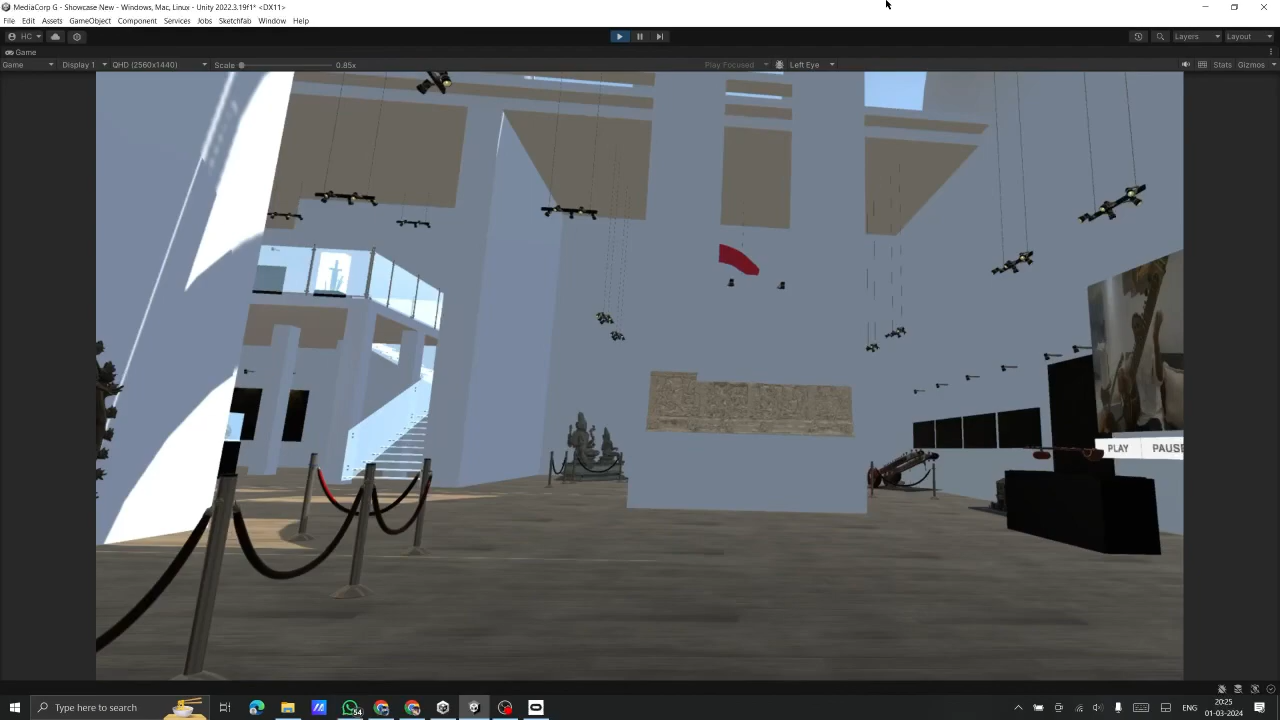 MediaCorp G - Showcase New - Windows, Mac, Linux - Unity 2022.3.19f1* <DX11>
File Edit Assets GameObject Component Services Jobs Sketchfab Window Help
HC Layers Layout
Game
Game Display 1 QHD (2560x1440) Scale 0.85x Play Focused Left Eye Stats Gizmos
PLAY PAUSE
Type here to search
54
20:25
01-03-2024